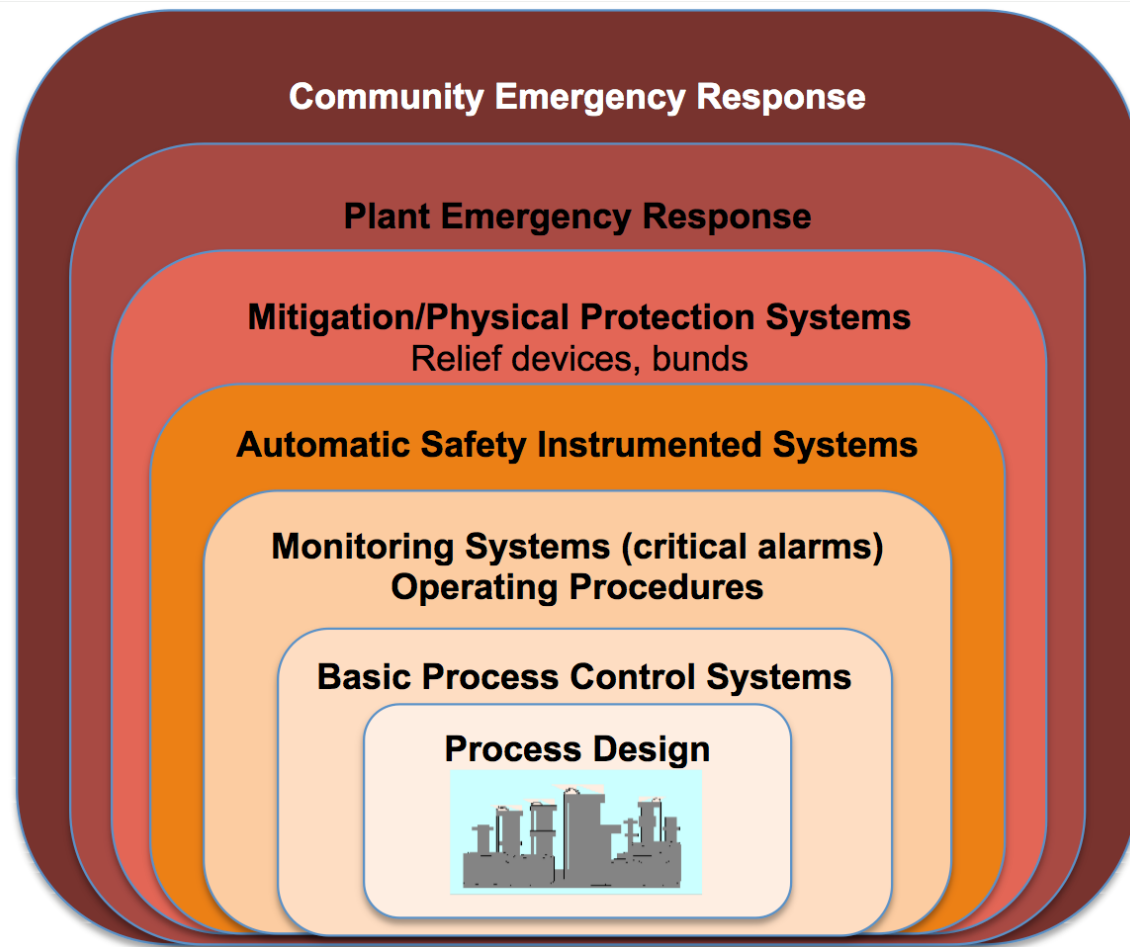 Community Emergency Response
Plant Emergency Response
Mitigation/Physical Protection Systems
Relief devices, bunds
Automatic Safety Instrumented Systems
Monitoring Systems (critical alarms)
Operating Procedures
Basic Process Control Systems
Process Design